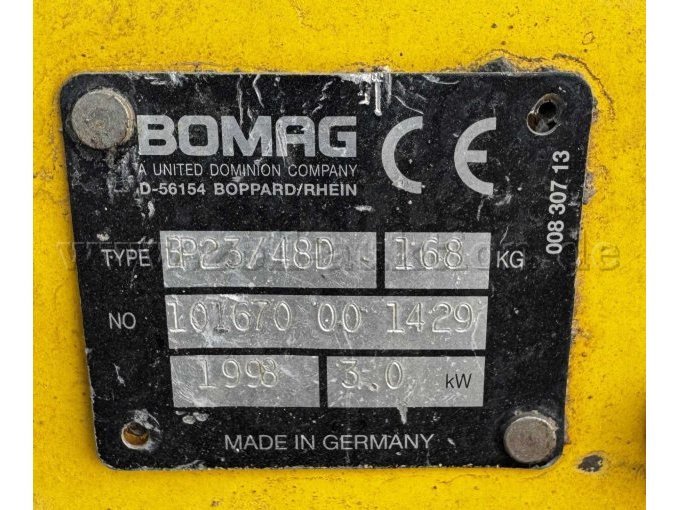 BOMAG
A UNITED DOMINION COMPANY
D-56154 BOPPARD/RHEIN
CE
008 307 13
TYPE BP23/48D 168 KG
NO 101670 00 1429
1998 3.0 kW
MADE IN GERMANY